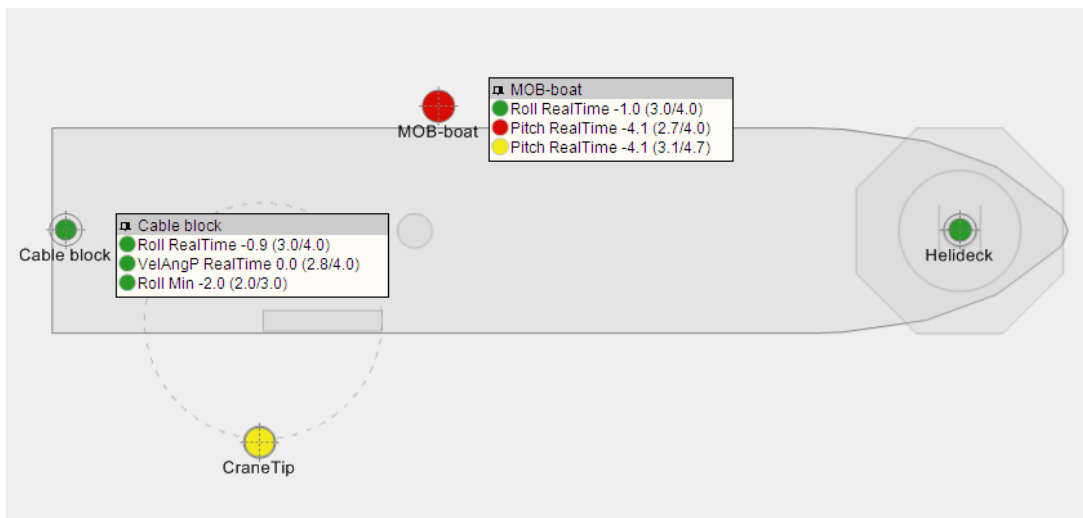 MOB-boat
Roll RealTime -1.0 (3.0/4.0)
Pitch RealTime -4.1 (2.7/4.0)
Pitch RealTime -4.1 (3.1/4.7)
MOB-boat
Cable block
Roll RealTime -0.9 (3.0/4.0)
VelAngP RealTime 0.0 (2.8/4.0)
Roll Min -2.0 (2.0/3.0)
Cable block
Helideck
CraneTip